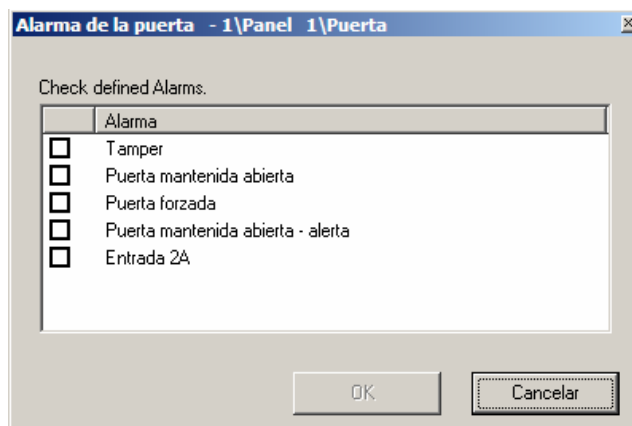 Alarma de la puerta - 1\Panel 1\Puerta
Check defined Alarms.
Alarma
Tamper
Puerta mantenida abierta
Puerta forzada
Puerta mantenida abierta - alerta
Entrada 2A
OK Cancelar